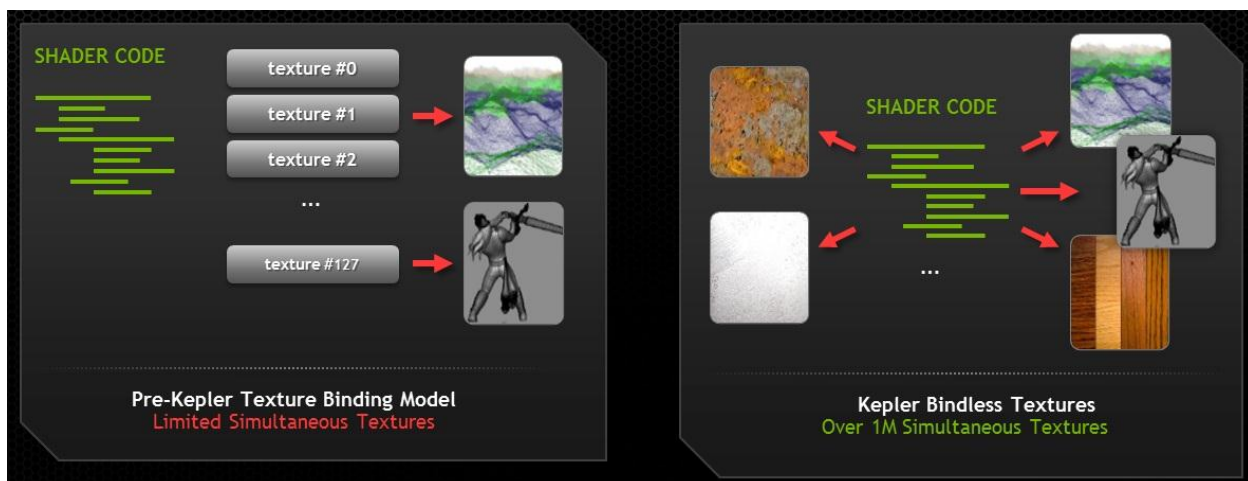 SHADER CODE
texture #0
texture #1
texture #2
...
texture #127
Pre-Kepler Texture Binding Model
Limited Simultaneous Textures
SHADER CODE
...
Kepler Bindless Textures
Over 1M Simultaneous Textures